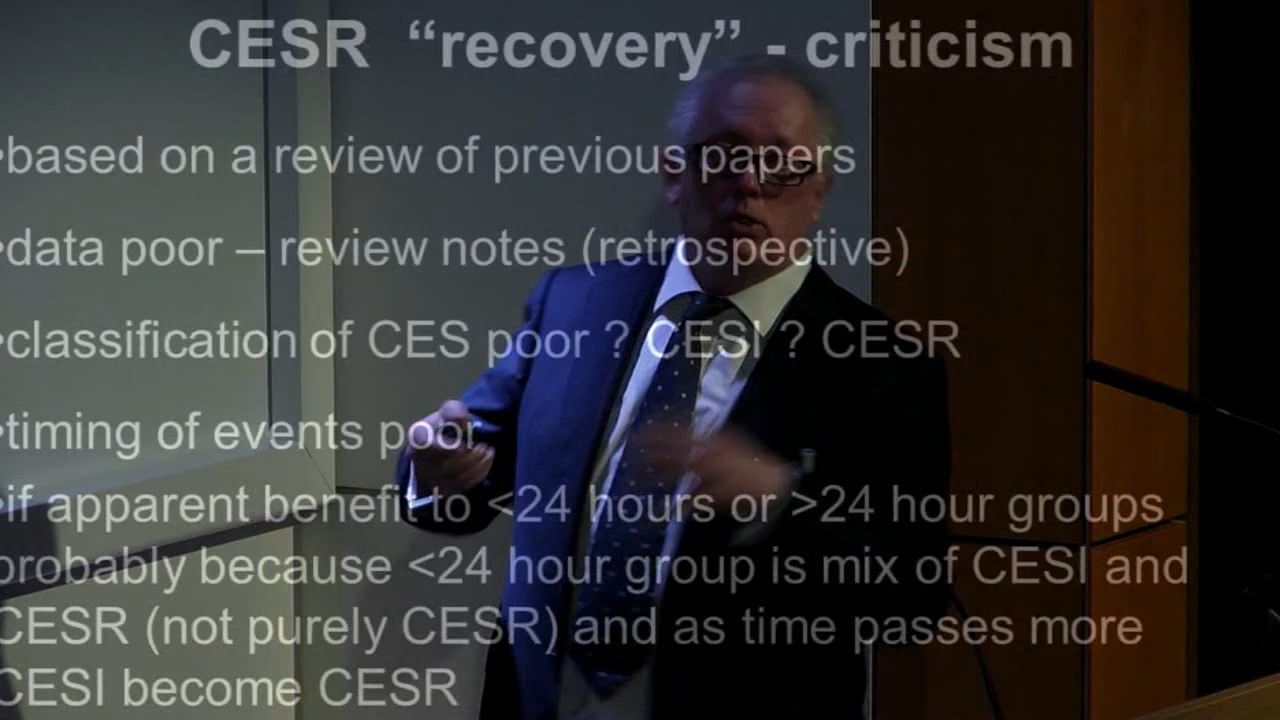 CESR “recovery” - criticism
•based on a review of previous papers
•data poor – review notes (retrospective)
•classification of CES poor ? CESI ? CESR
•timing of events poor
•if apparent benefit to <24 hours or >24 hour groups
probably because <24 hour group is mix of CESI and
CESR (not purely CESR) and as time passes more
CESI become CESR